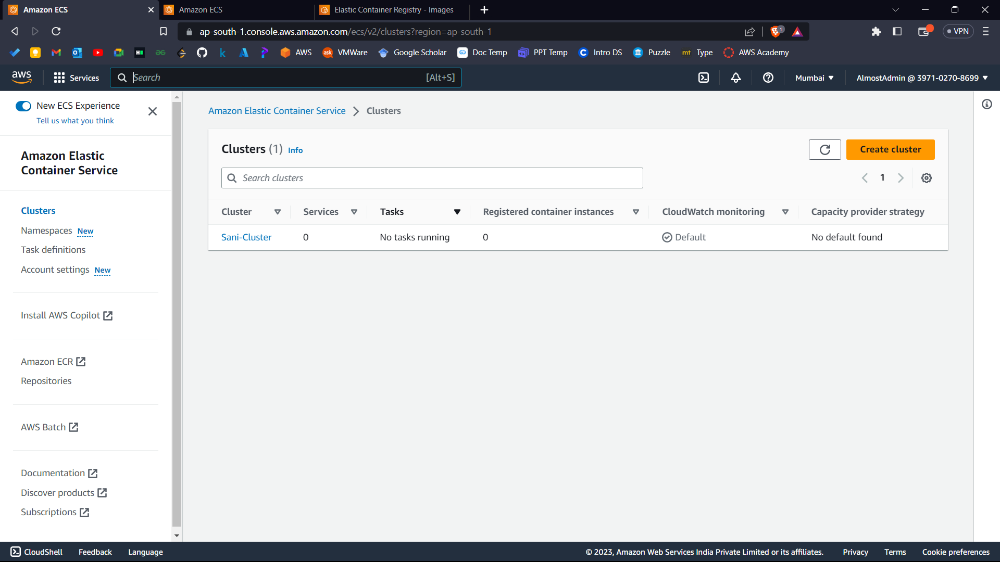 Amazon ECS
Amazon ECS
Elastic Container Registry - Images
ap-south-1.console.aws.amazon.com/ecs/v2/clusters?region=ap-south-1
1
VPN
AWS
ask
VMWare
Google Scholar
Doc Temp
PPT Temp
Intro DS
Puzzle
mt
Type
AWS Academy
aws
Services
Search
[Alt+S]
Mumbai
AlmostAdmin @ 3971-0270-8699
New ECS Experience
Tell us what you think
Amazon Elastic
Container Service
Clusters
Namespaces New
Task definitions
Account settings New
Install AWS Copilot
Amazon ECR
Repositories
AWS Batch
Documentation
Discover products
Subscriptions
Amazon Elastic Container Service > Clusters
Clusters (1) Info
Create cluster
Search clusters
1
Cluster Services Tasks Registered container instances CloudWatch monitoring Capacity provider strategy
Sani-Cluster 0 No tasks running 0 Default No default found
CloudShell Feedback Language
© 2023, Amazon Web Services India Private Limited or its affiliates. Privacy Terms Cookie preferences